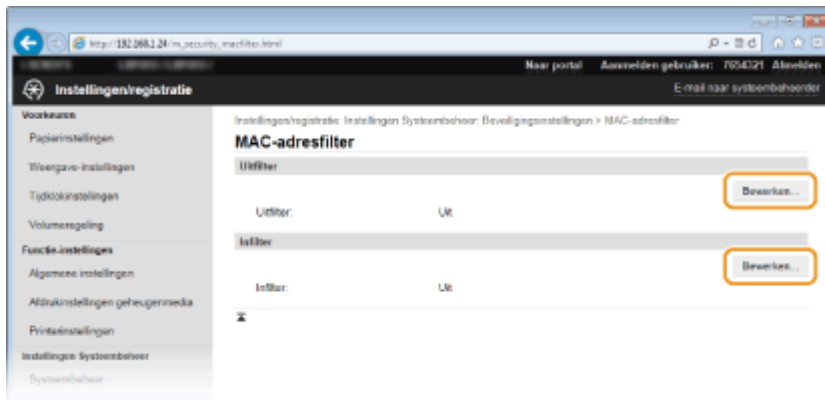 http://192.168.1.24/m_security_macfilter.html
Naar portal Aanmelden gebruiker: 7654321 Afmelden
Instellingen/registratie
E-mail naar systeembeheerder
Voorkeuren
Papierinstellingen
Weergave-instellingen
Tijdklokinstellingen
Volumeregeling
Functie-instellingen
Algemene instellingen
Afdrukinstellingen geheugenmedia
Printerinstellingen
Instellingen Systeembeheer
Systeembeheer
Instellingen/registratie: Instellingen Systeembeheer: Beveiligingsinstellingen > MAC-adresfilter
MAC-adresfilter
Uitfilter
Bewerken...
Uitfilter: Uit
Infilter
Bewerken...
Infilter: Uit